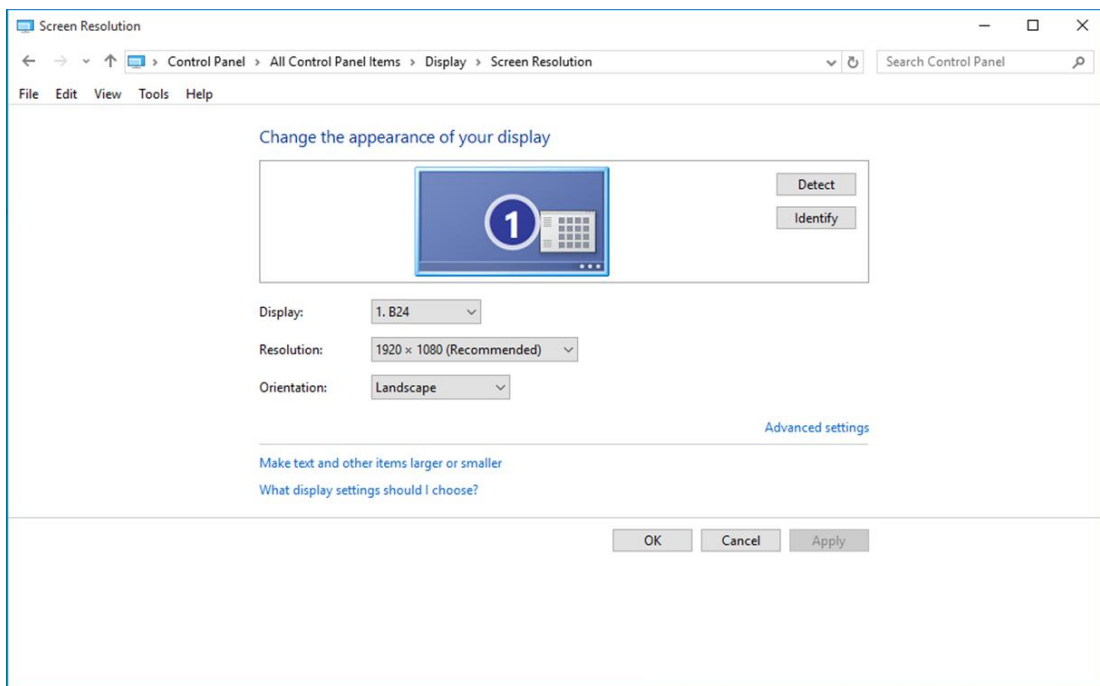 Screen Resolution
Control Panel > All Control Panel Items > Display > Screen Resolution
Search Control Panel
File Edit View Tools Help
Change the appearance of your display
1
Detect
Identify
Display: 1. B24
Resolution: 1920 × 1080 (Recommended)
Orientation: Landscape
Advanced settings
Make text and other items larger or smaller
What display settings should I choose?
OK Cancel Apply